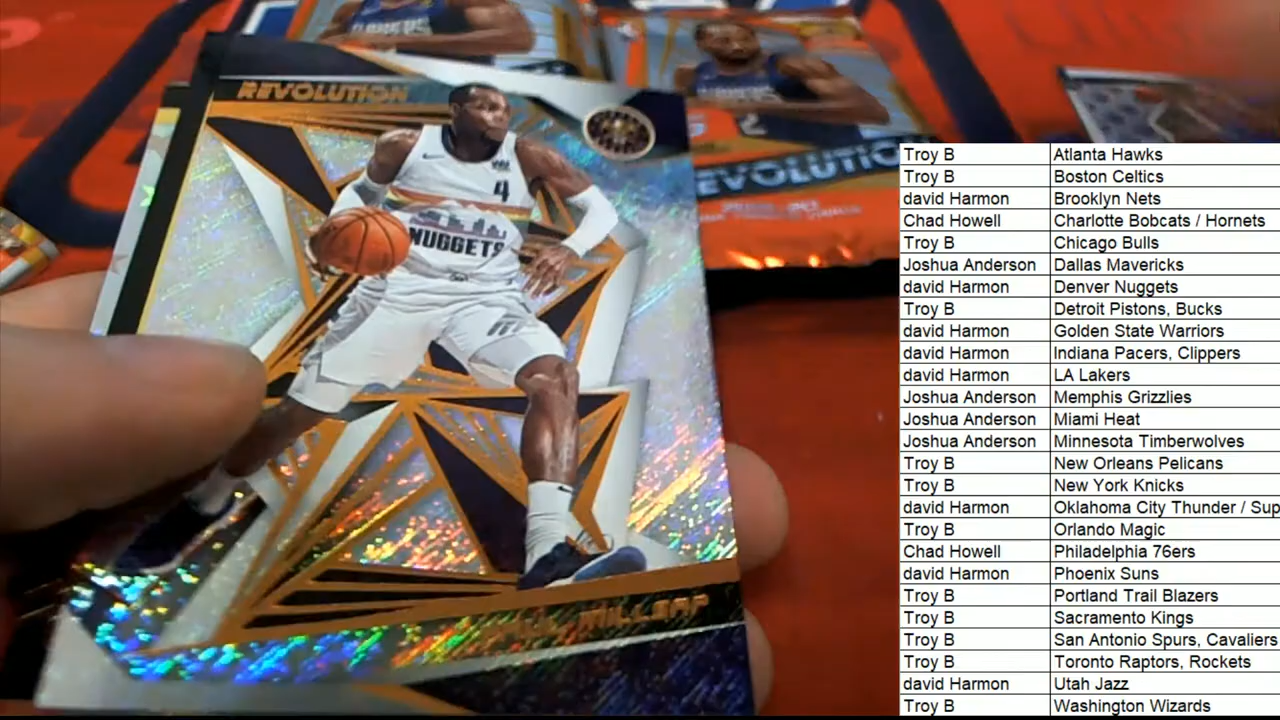 REVOLUTION
4
NUGGETS
MILLSAP
2
REVOLUTION
Troy B Atlanta Hawks
Troy B Boston Celtics
david Harmon Brooklyn Nets
Chad Howell Charlotte Bobcats / Hornets
Troy B Chicago Bulls
Joshua Anderson Dallas Mavericks
david Harmon Denver Nuggets
Troy B Detroit Pistons, Bucks
david Harmon Golden State Warriors
david Harmon Indiana Pacers, Clippers
david Harmon LA Lakers
Joshua Anderson Memphis Grizzlies
Joshua Anderson Miami Heat
Joshua Anderson Minnesota Timberwolves
Troy B New Orleans Pelicans
Troy B New York Knicks
david Harmon Oklahoma City Thunder / Sup
Troy B Orlando Magic
Chad Howell Philadelphia 76ers
david Harmon Phoenix Suns
Troy B Portland Trail Blazers
Troy B Sacramento Kings
Troy B San Antonio Spurs, Cavaliers
Troy B Toronto Raptors, Rockets
david Harmon Utah Jazz
Troy B Washington Wizards